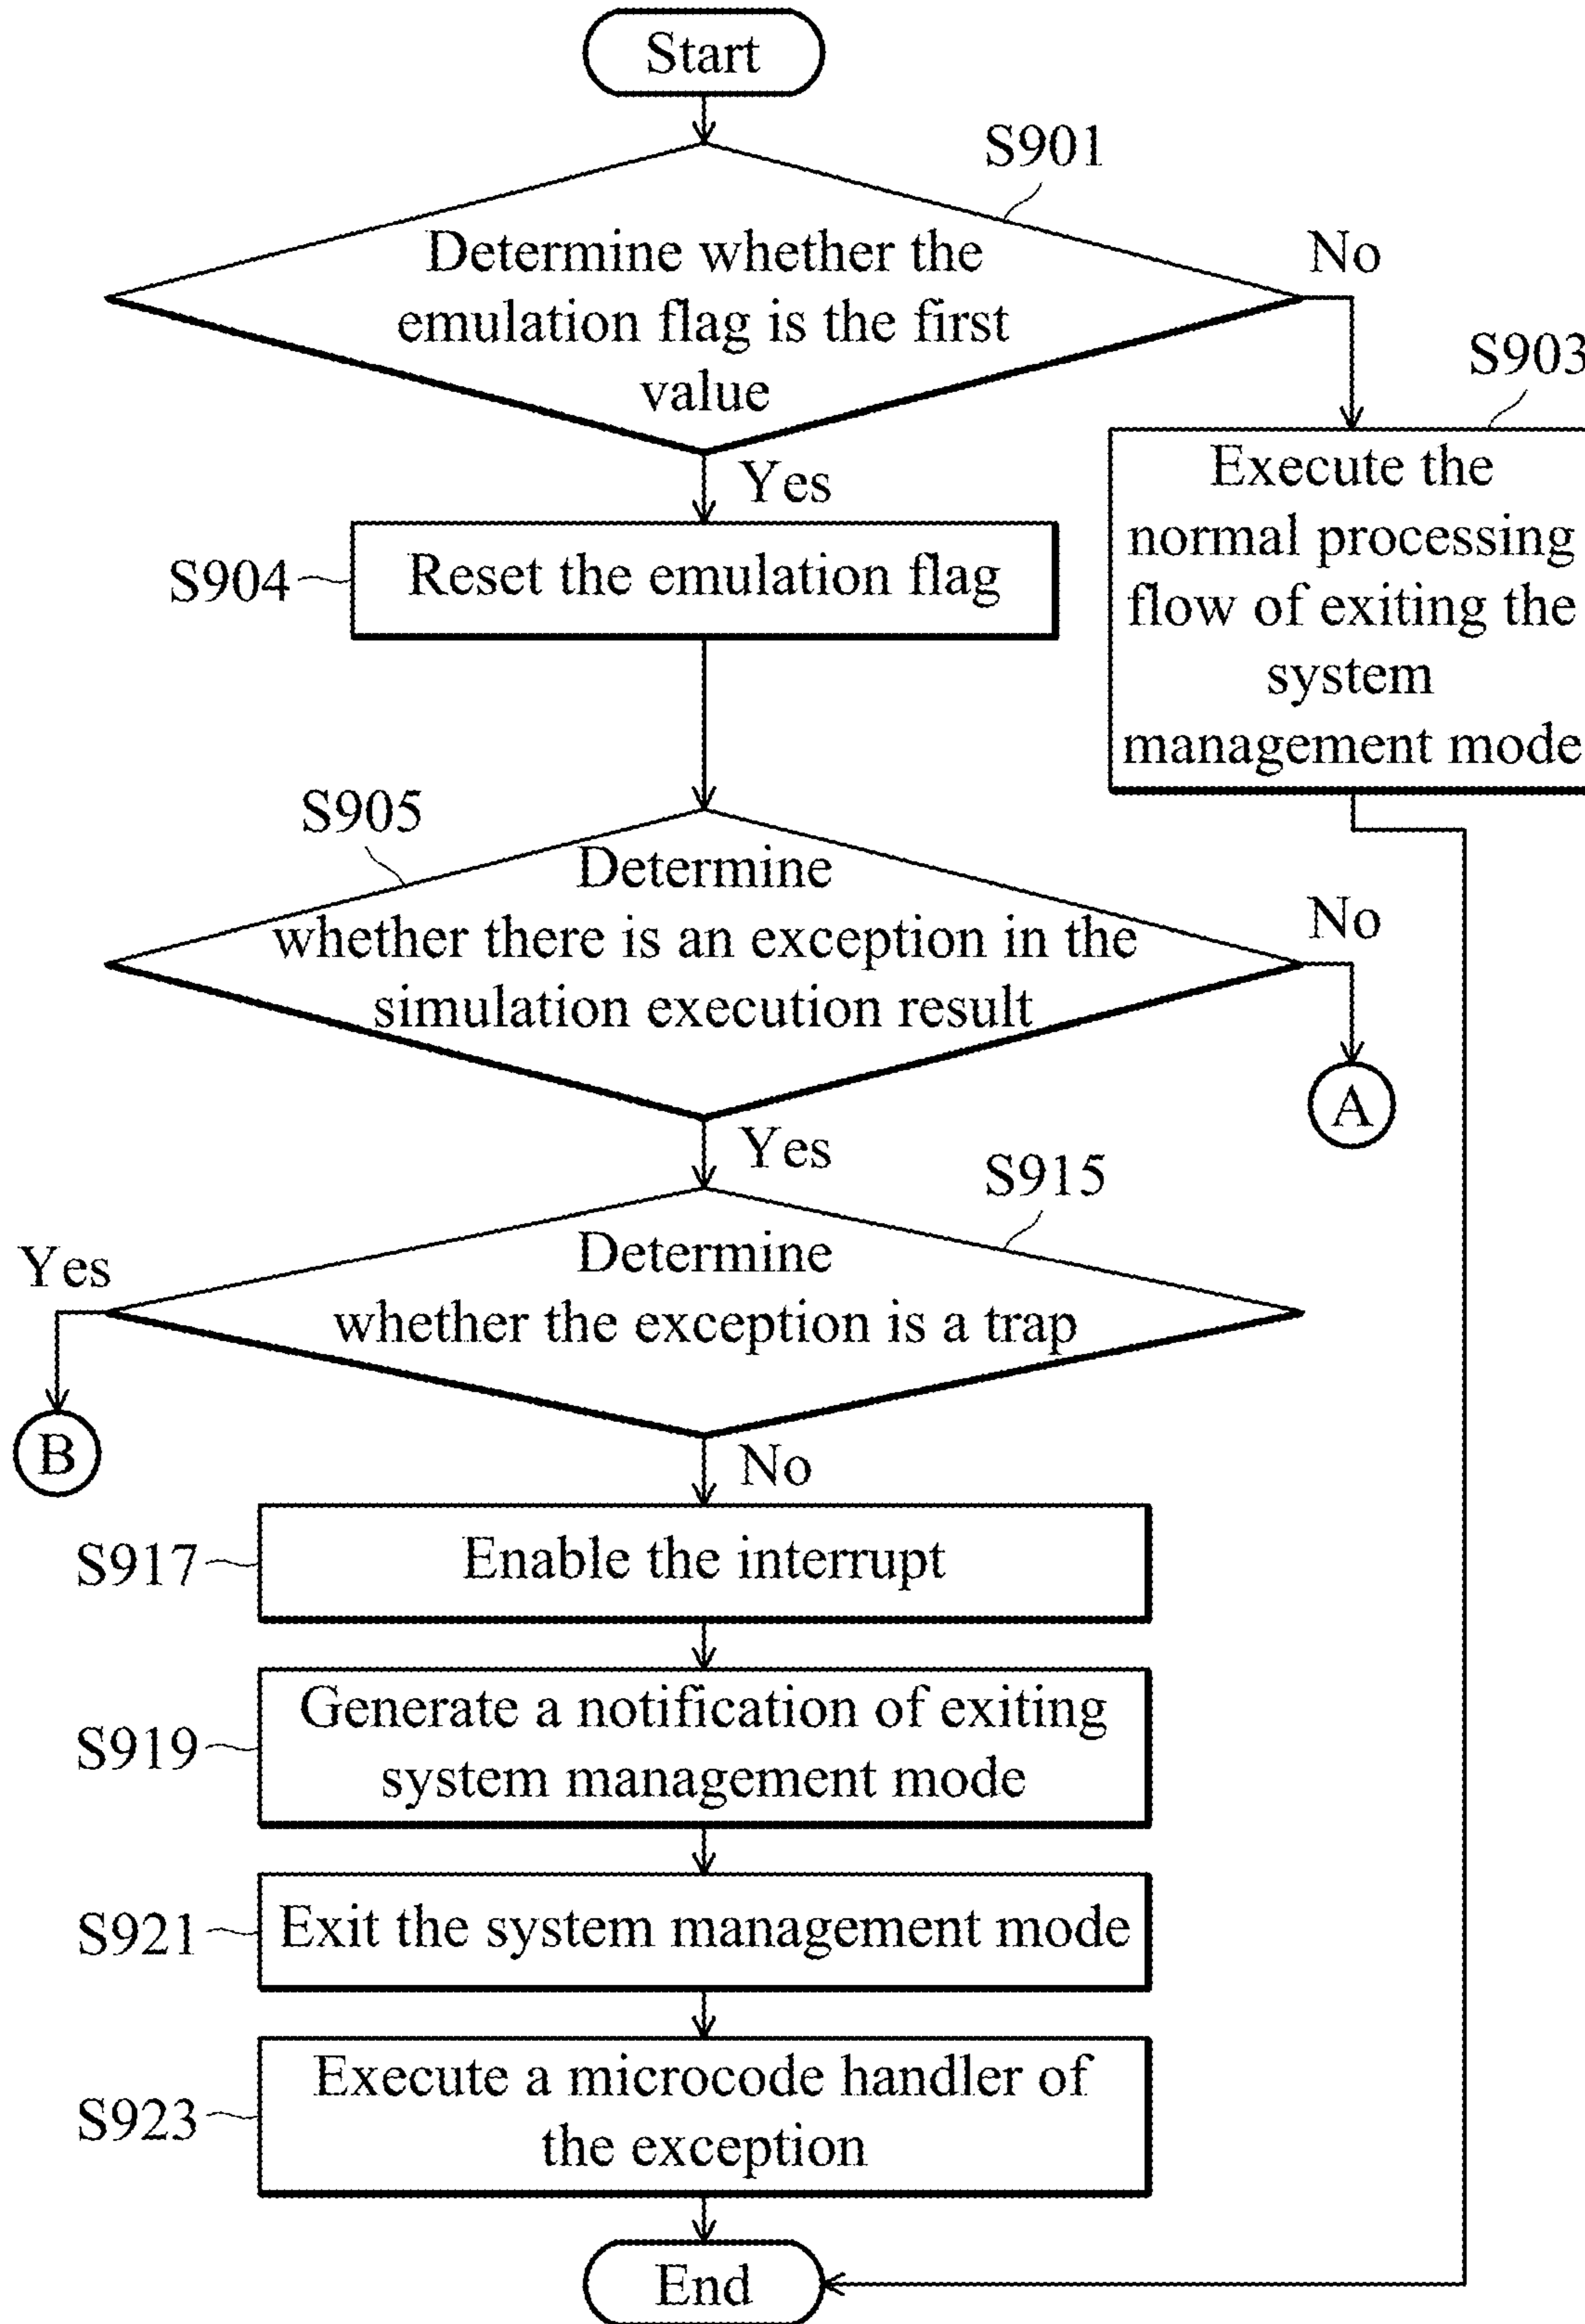 Start
S901
Determine whether the
emulation flag is the first
value
No
S903
Execute the
normal processing
flow of exiting the
system
management mode
Yes
S904
Reset the emulation flag
S905
Determine
whether there is an exception in the
simulation execution result
No
A
Yes
S915
Determine
whether the exception is a trap
Yes
B
No
S917
Enable the interrupt
S919
Generate a notification of exiting
system management mode
S921
Exit the system management mode
S923
Execute a microcode handler of
the exception
End